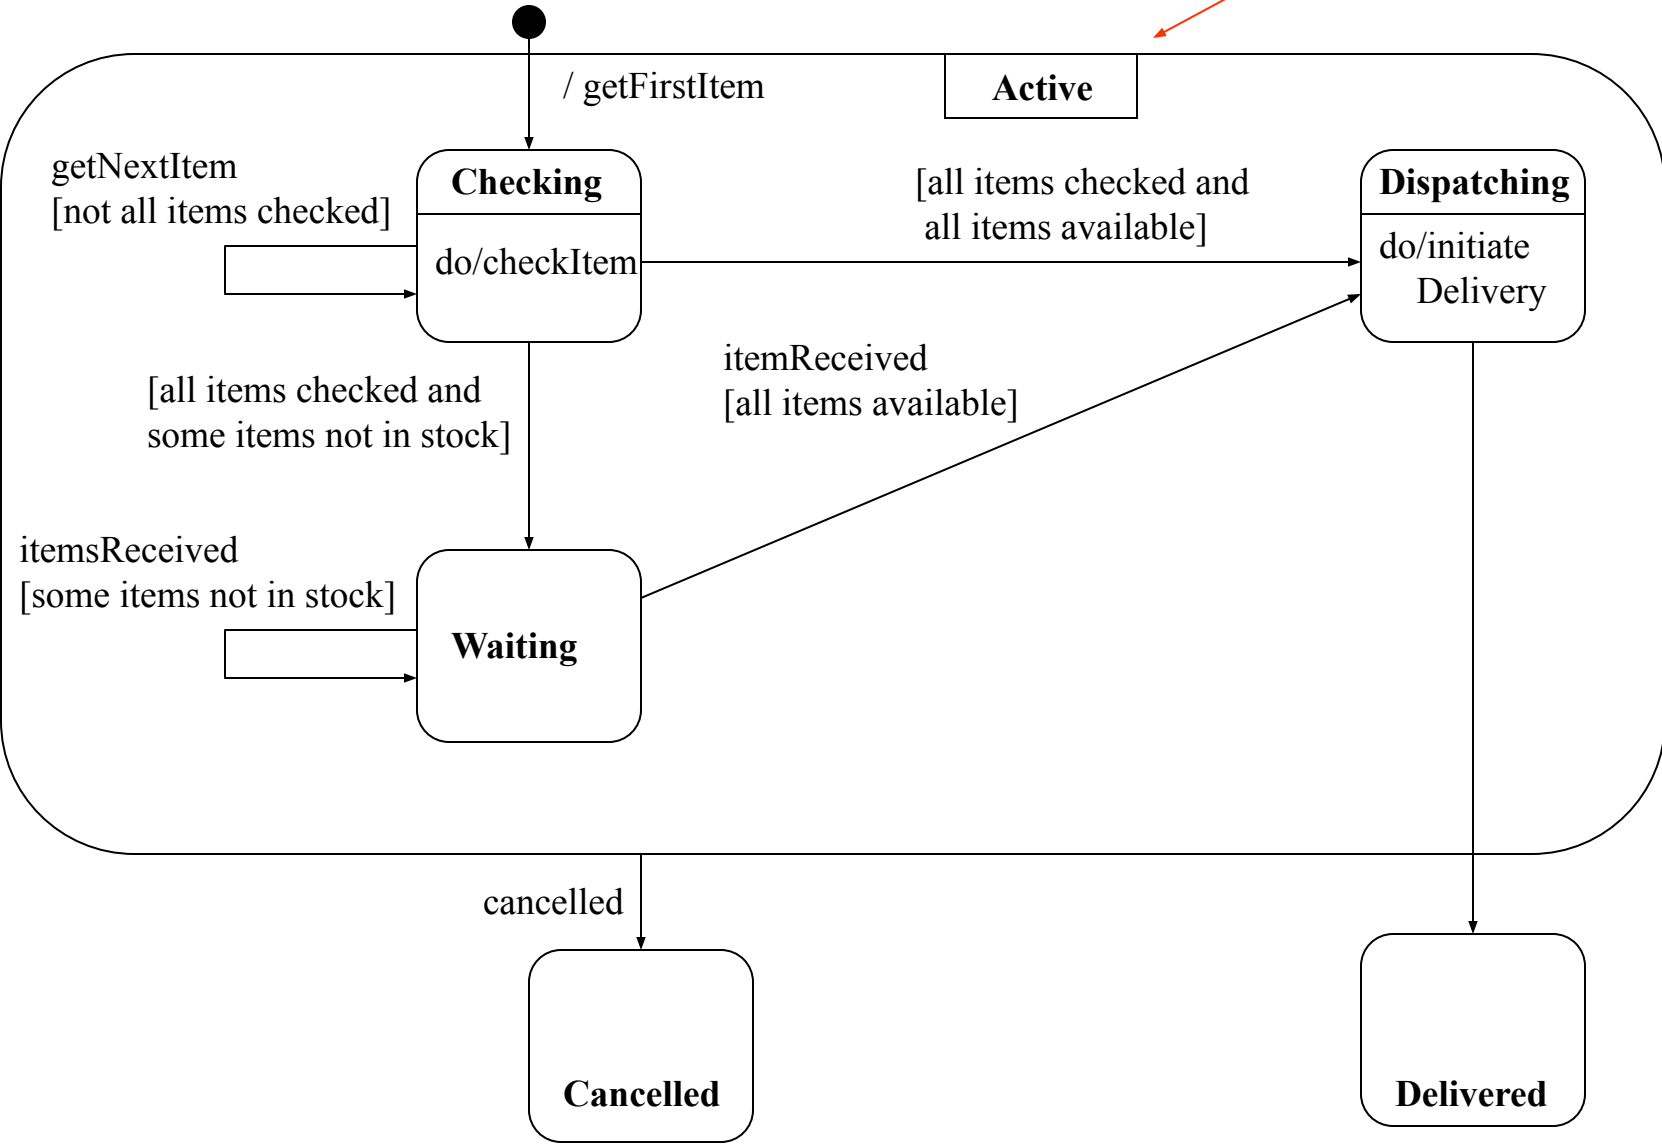 / getFirstItem
Active
getNextItem
[not all items checked]
Checking
do/checkItem
[all items checked and
all items available]
Dispatching
do/initiate
Delivery
[all items checked and
some items not in stock]
itemReceived
[all items available]
itemsReceived
[some items not in stock]
Waiting
cancelled
Cancelled
Delivered